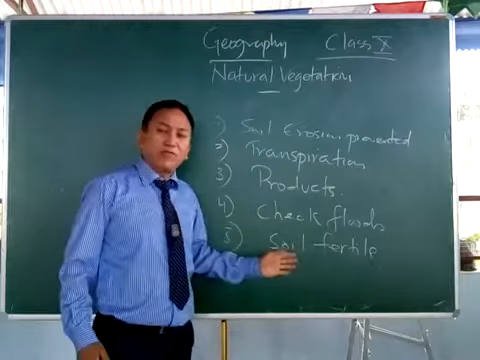 Geography Class X
Natural Vegetation
1) Soil Erosion prevented
2) Transpiration
3) Products.
4) Check floods
5) Soil fertile